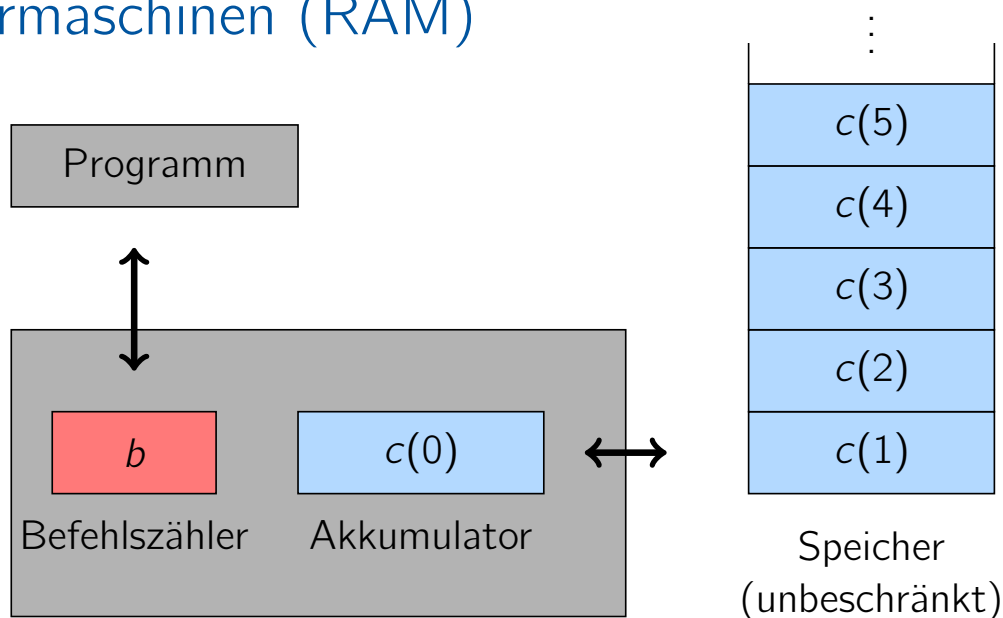 rmaschinen (RAM)
Programm
b
c(0)
Befehlszähler
Akkumulator
⋮
c(5)
c(4)
c(3)
c(2)
c(1)
Speicher
(unbeschränkt)